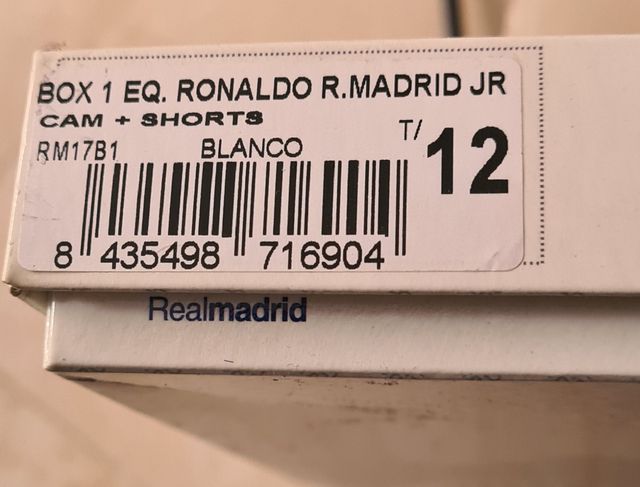 BOX 1 EQ. RONALDO R.MADRID JR
CAM + SHORTS
RM17B1 BLANCO T/ 12
8 435498 716904
Realmadrid